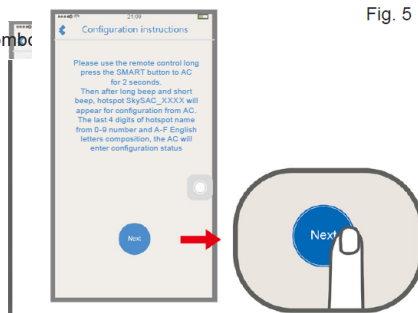 Fig. 5
21:09
Configuration instructions
Please use the remote control long
press the SMART button to AC
for 2 seconds.
Then after long beep and short
beep, hotspot SkySAC_XXXX will
appear for configuration from AC.
The last 4 digits of hotspot name
from 0-9 number and A-F English
letters composition, the AC will
enter configuration status
Next
Next